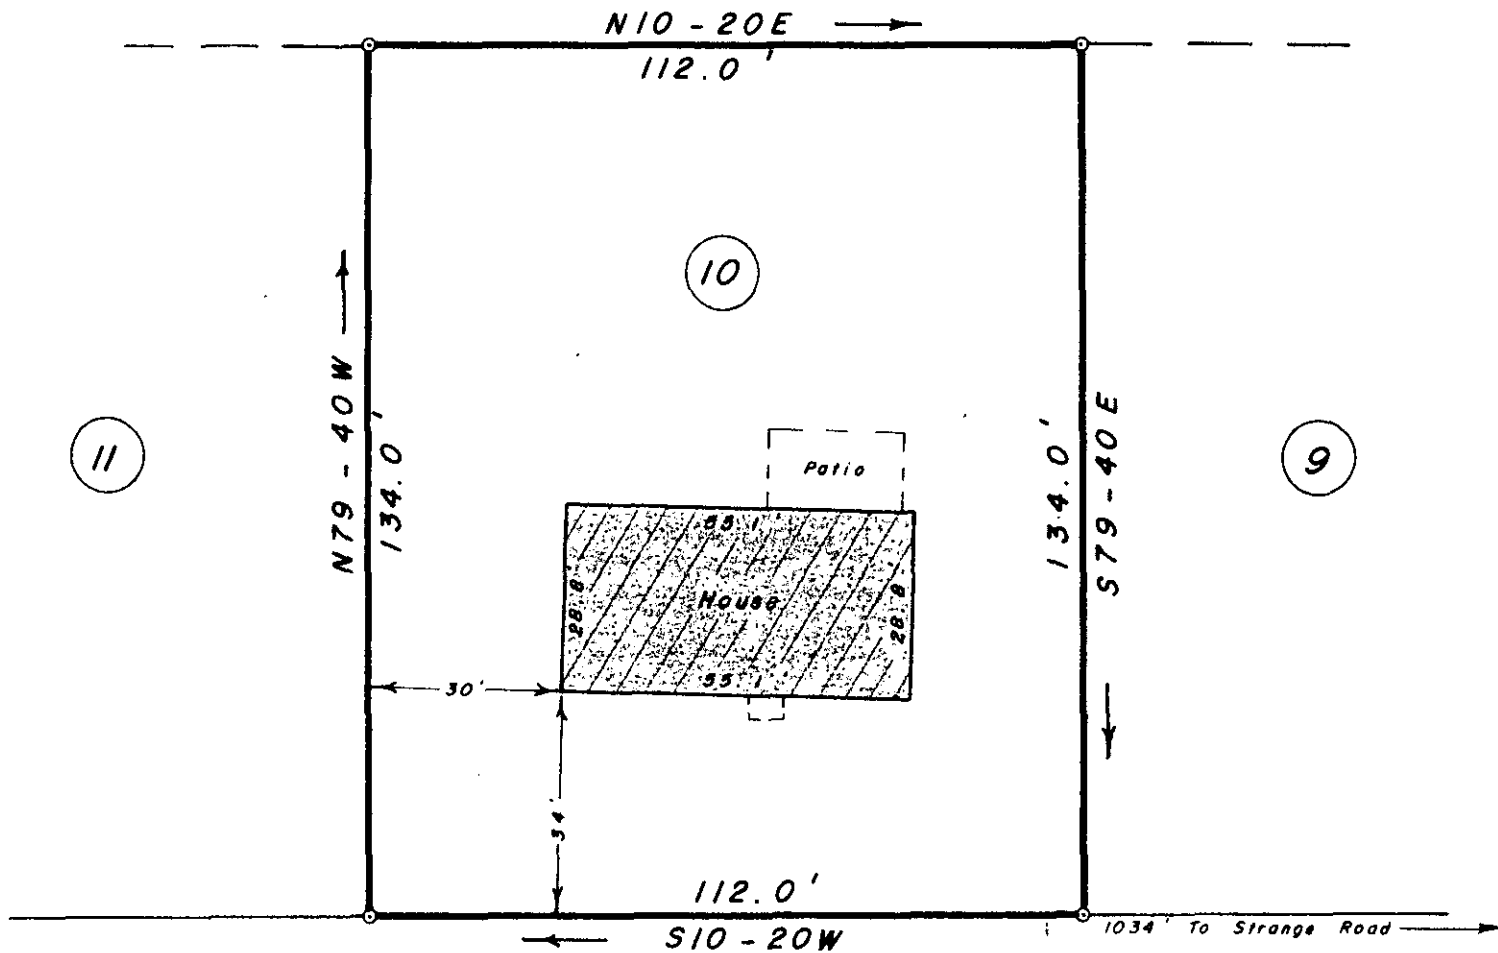 N10 - 20E
112.0'
10
N79 - 40W
134.0'
134.0'
S79 - 40E
11
9
Patio
55.1'
28.8
House
28.8
55.1'
30'
34'
112.0'
S10 - 20W
1034' To Strange Road